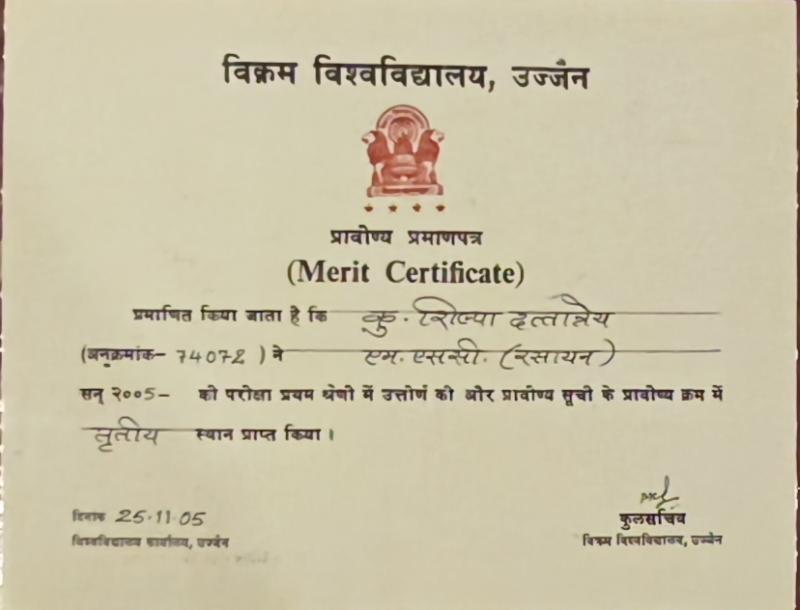 विक्रम विश्वविद्यालय, उज्जैन
प्रावीण्य प्रमाणपत्र
(Merit Certificate)
प्रमाणित किया जाता है कि कु. शिल्पा दत्तात्रेय
(अनुक्रमांक- 74072 ) ने एम. एससी. (रसायन)
सन् २००5- की परीक्षा प्रथम श्रेणी में उत्तीर्ण की और प्रावीण्य सूची के प्रावीण्य क्रम में
तृतीय स्थान प्राप्त किया ।
दिनांक 25.11.05
कुलसचिव
विश्वविद्यालय कार्यालय, उज्जैन
विक्रम विश्वविद्यालय, उज्जैन